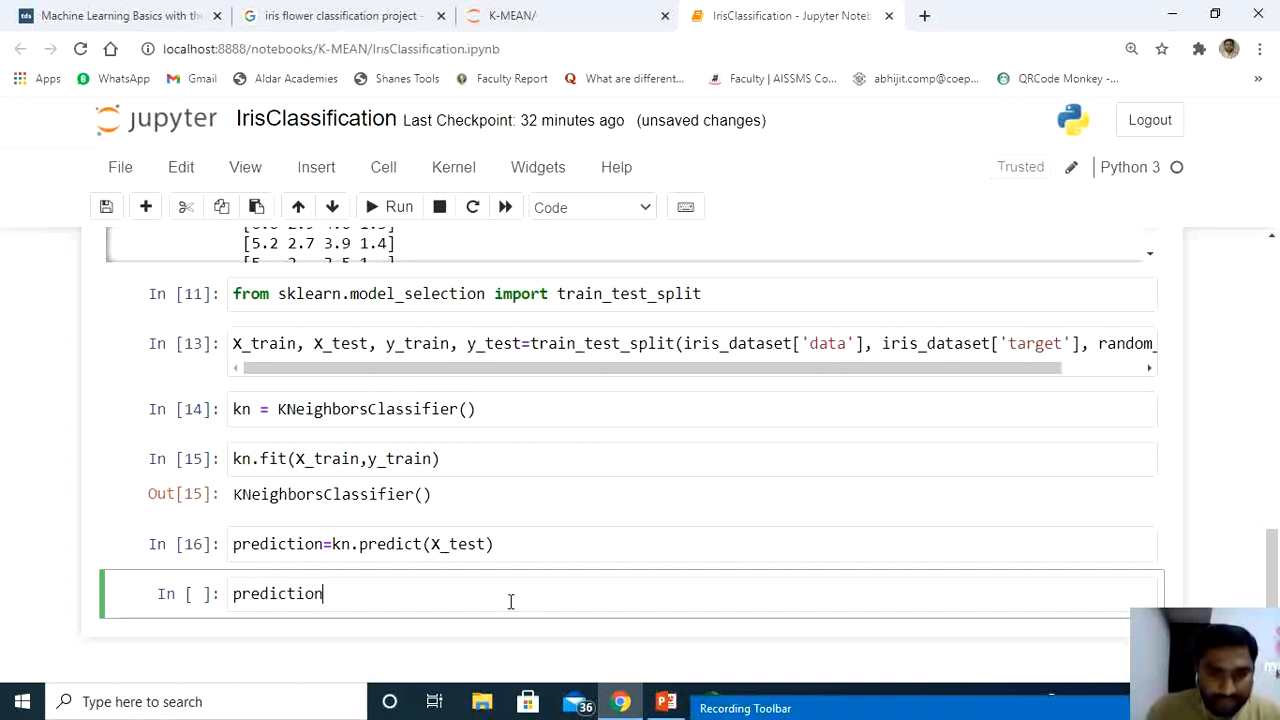 Machine Learning Basics with the
iris flower classification project -
K-MEAN/
IrisClassification - Jupyter Noteb
localhost:8888/notebooks/K-MEAN/IrisClassification.ipynb
Apps WhatsApp Gmail Aldar Academies Shanes Tools Faculty Report What are different... Faculty | AISSMS Co... abhijit.comp@coep... QRCode Monkey -... »
jupyter IrisClassification Last Checkpoint: 32 minutes ago (unsaved changes) Logout
File Edit View Insert Cell Kernel Widgets Help Trusted Python 3
Run Code
[5.2 2.7 3.9 1.4]
In [11]: from sklearn.model_selection import train_test_split
In [13]: X_train, X_test, y_train, y_test=train_test_split(iris_dataset['data'], iris_dataset['target'], random_
In [14]: kn = KNeighborsClassifier()
In [15]: kn.fit(X_train,y_train)
Out[15]: KNeighborsClassifier()
In [16]: prediction=kn.predict(X_test)
In [ ]: prediction
Type here to search 36 Recording Toolbar